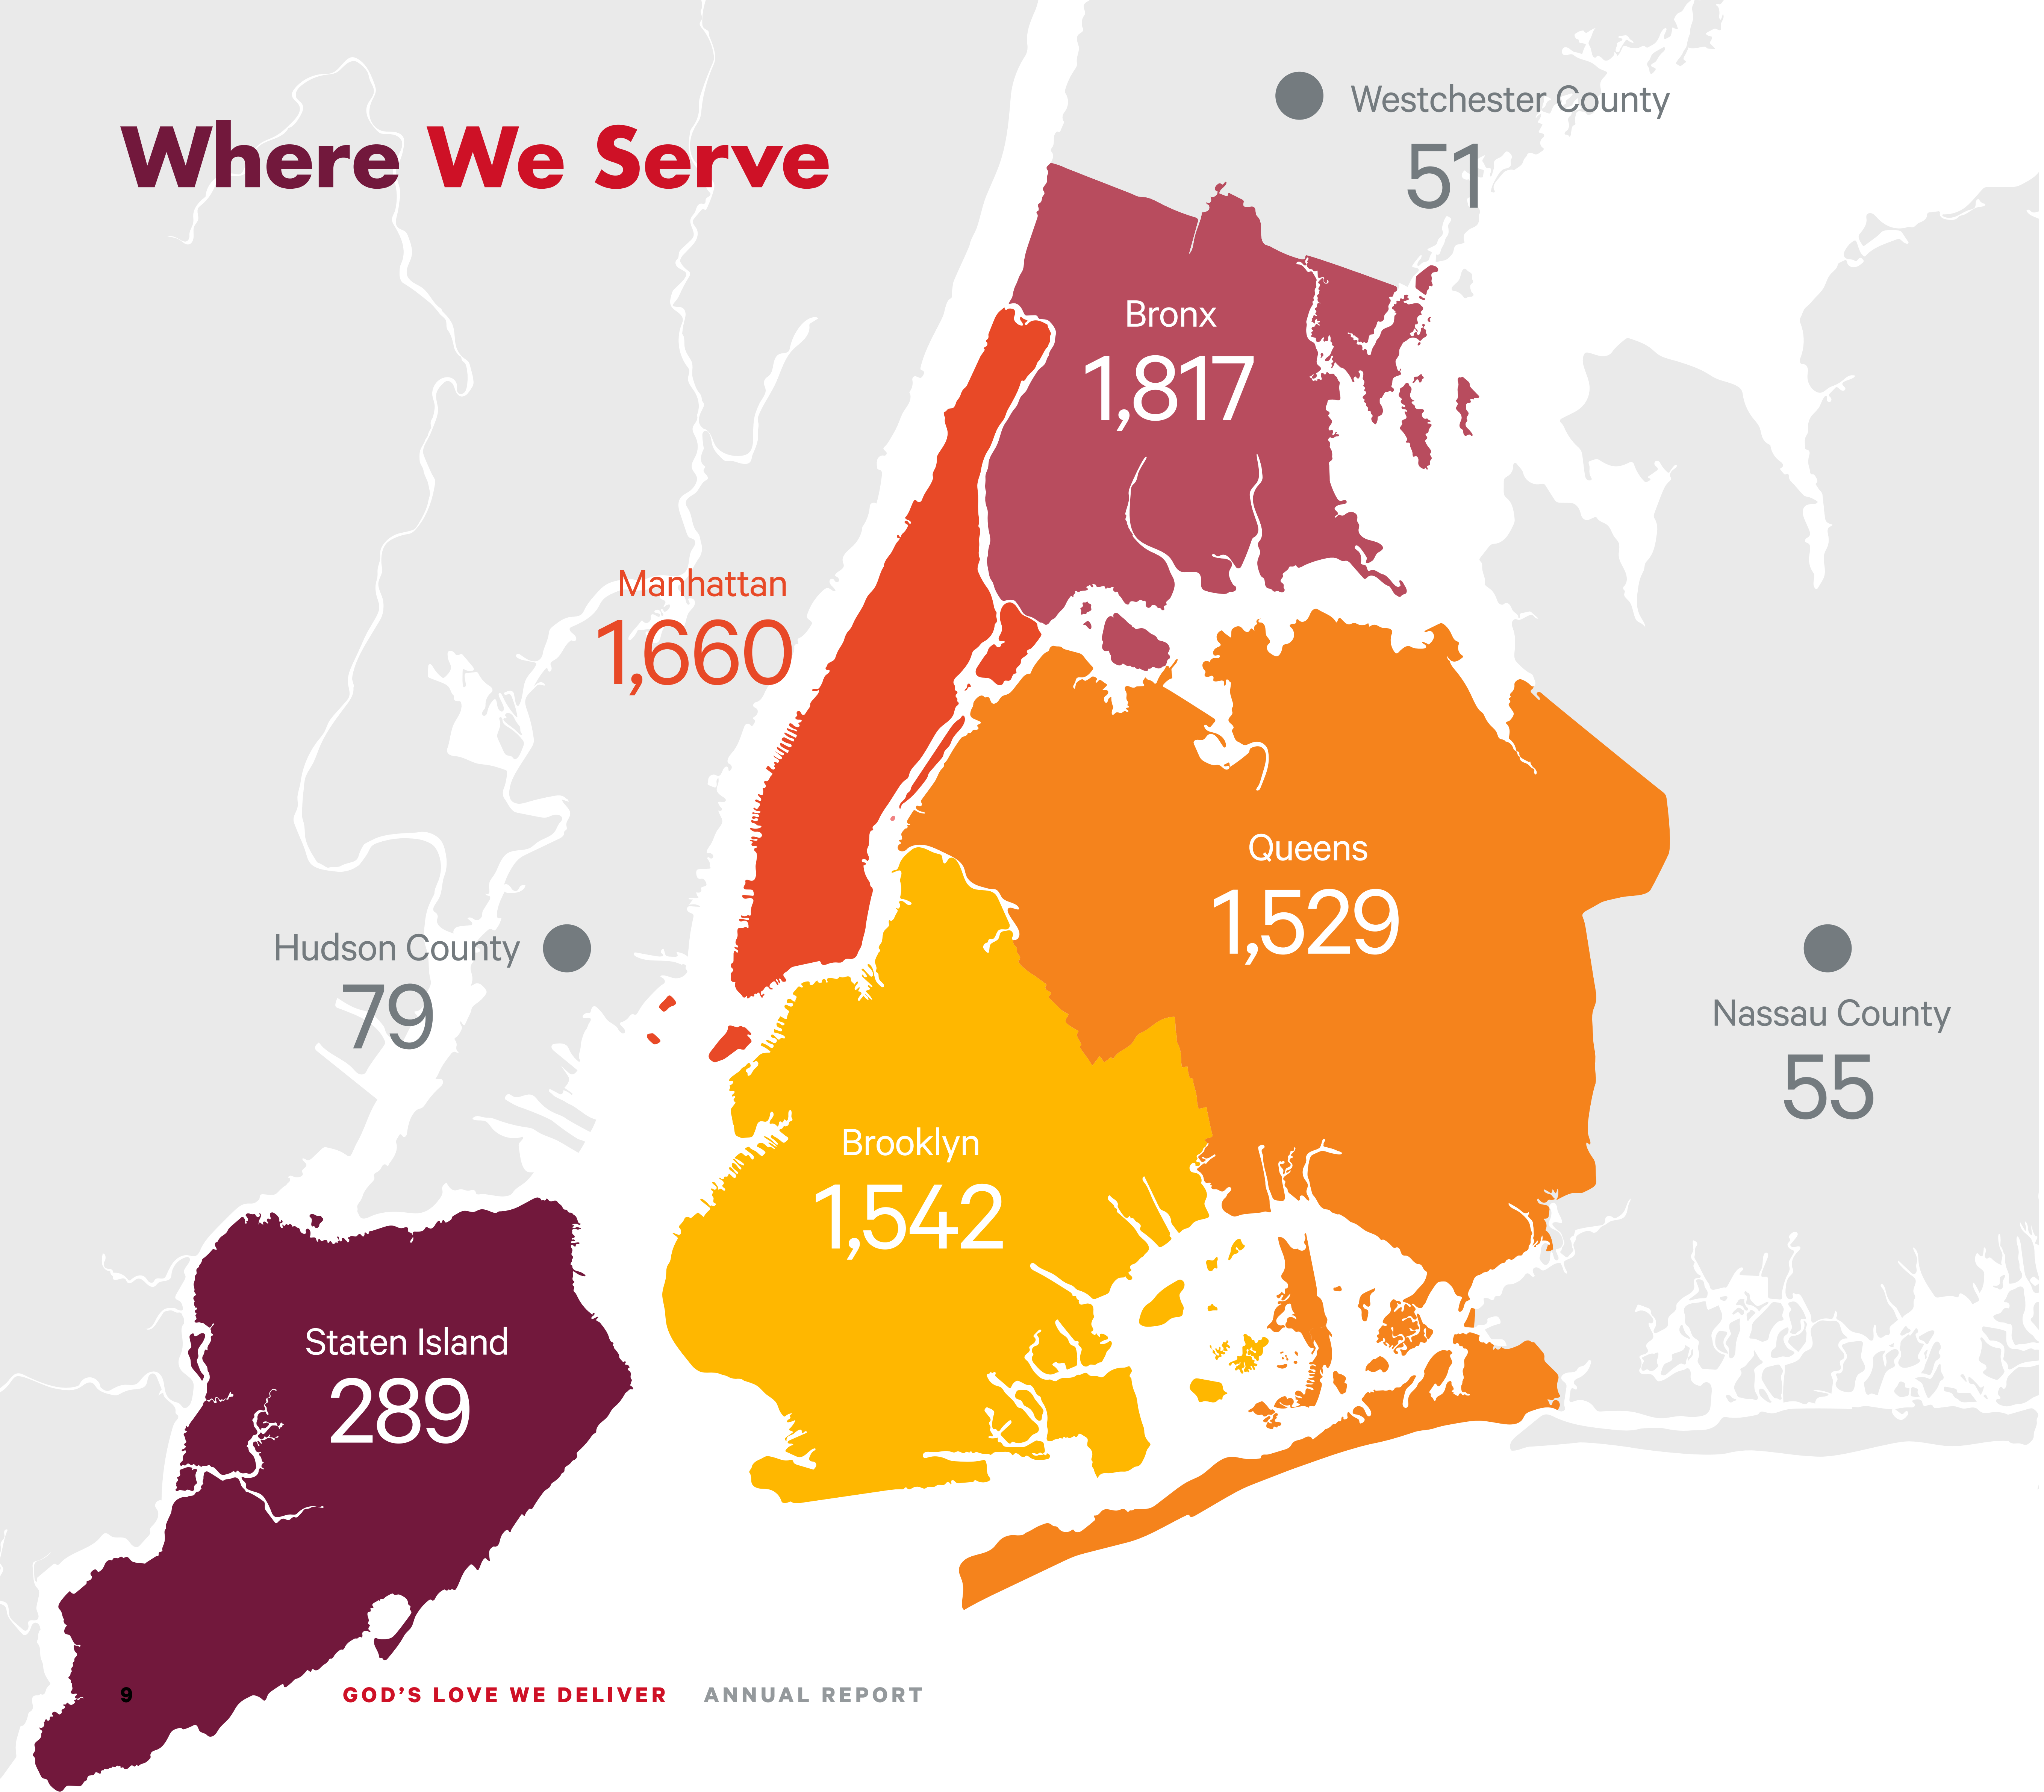 Where We Serve
Westchester County
51
Bronx
1,817
Manhattan
1,660
Queens
1,529
Hudson County
79
Nassau County
55
Brooklyn
1,542
Staten Island
289
9 GOD'S LOVE WE DELIVER ANNUAL REPORT